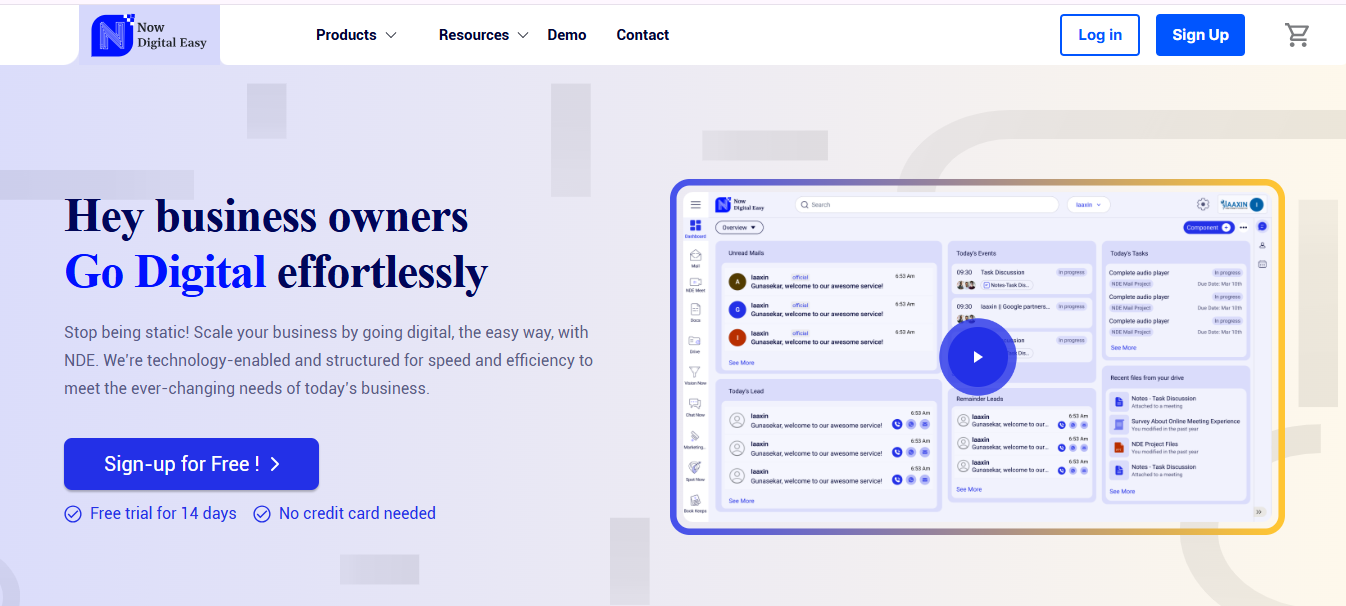 Now
Digital Easy
Products
Resources
Demo
Contact
Log in
Sign Up
Hey business owners
Go Digital effortlessly
Stop being static! Scale your business by going digital, the easy way, with
NDE. We're technology-enabled and structured for speed and efficiency to
meet the ever-changing needs of today's business.
Sign-up for Free !
Free trial for 14 days
No credit card needed
Now
Digital Easy
Search
laaxin
IAAXIN
Overview
Component
Dashboard
Mail
NDE Meet
Docs
Drive
Vision Now
Chat Now
Marketing..
Spot Now
Book Keeps
Unread Mails
A
laaxin
official
6:53 Am
Gunasekar, welcome to our awesome service!
G
laaxin
official
6:53 Am
Gunasekar, welcome to our awesome service!
I
laaxin
official
6:53 Am
Gunasekar, welcome to our awesome service!
See More
Today's Lead
laaxin
6:53 Am
Gunasekar, welcome to our awesome service!
laaxin
6:53 Am
Gunasekar, welcome to our awesome service!
laaxin
6:53 Am
Gunasekar, welcome to our awesome service!
See More
Today's Events
09:30
Task Discussion
In progress
Notes-Task Dis..
09:30
laaxin || Google partners...
In progress
In progress
Remainder Leads
laaxin
6:53 Am
Gunasekar, welcome to our...
laaxin
6:53 Am
Gunasekar, welcome to our...
laaxin
6:53 Am
Gunasekar, welcome to our...
See More
Today's Tasks
Complete audio player
In progress
NDE Mail Project
Due Date: Mar 10th
Complete audio player
In progress
NDE Mail Project
Due Date: Mar 10th
Complete audio player
In progress
NDE Mail Project
Due Date: Mar 10th
See More
Recent files from your drive
Notes - Task Discussion
Attached to a meeting
Survey About Online Meeting Experience
You modified in the past year
NDE Project Files
You modified in the past year
Notes - Task Discussion
Attached to a meeting
See More